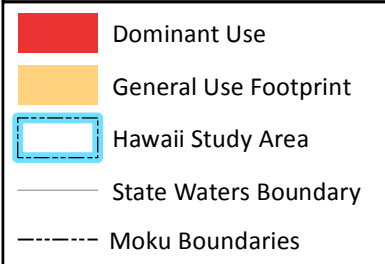 Dominant Use
General Use Footprint
Hawaii Study Area
State Waters Boundary
Moku Boundaries